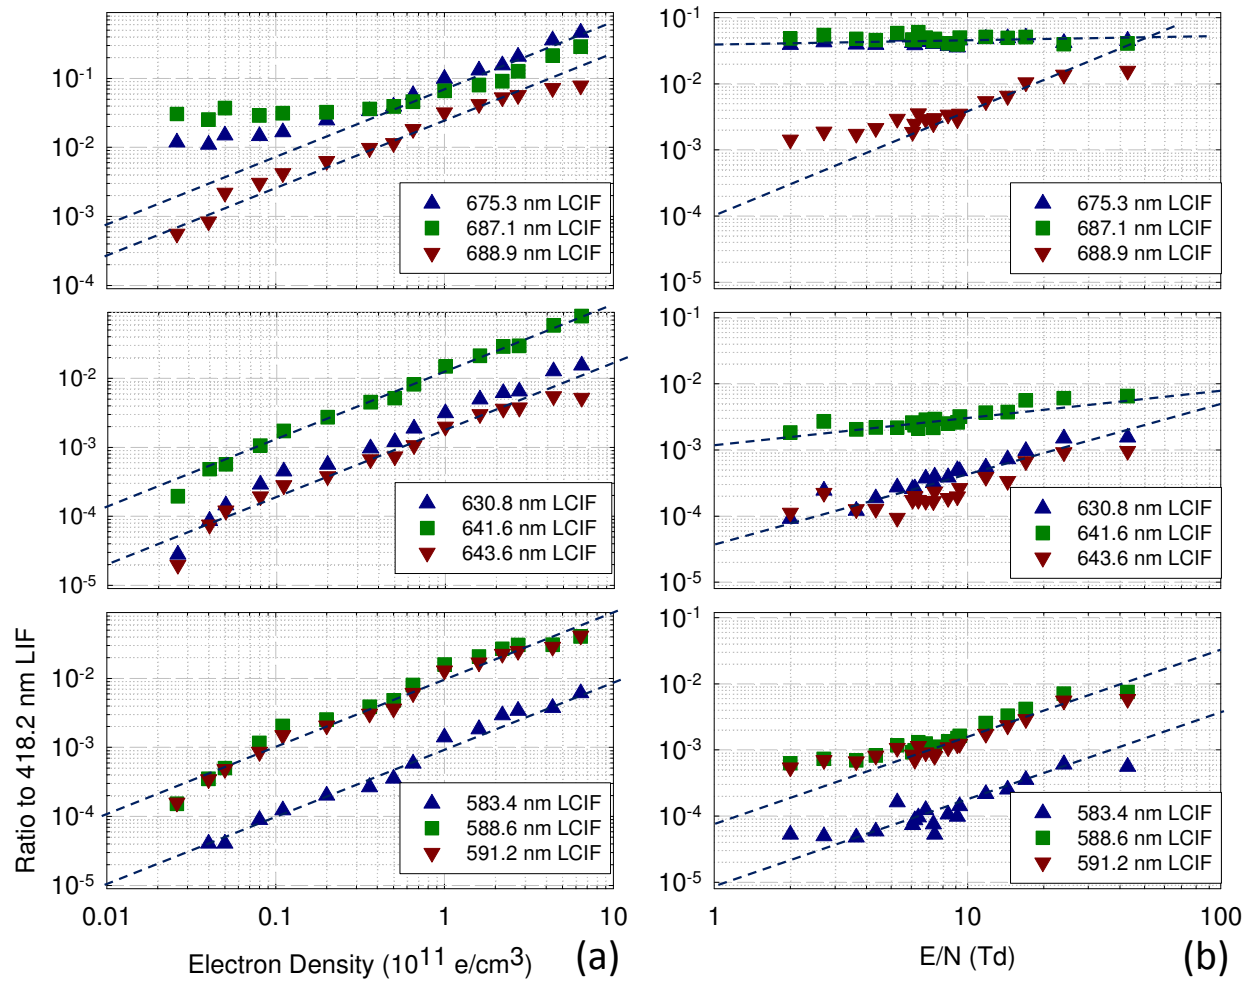 10⁰
10⁻¹
10⁻²
10⁻³
10⁻⁴
675.3 nm LCIF
687.1 nm LCIF
688.9 nm LCIF
10⁻²
10⁻³
10⁻⁴
10⁻⁵
630.8 nm LCIF
641.6 nm LCIF
643.6 nm LCIF
Ratio to 418.2 nm LIF
10⁻²
10⁻³
10⁻⁴
10⁻⁵
583.4 nm LCIF
588.6 nm LCIF
591.2 nm LCIF
0.01 0.1 1 10
Electron Density (10¹¹ e/cm³) (a)
10⁻¹
10⁻²
10⁻³
10⁻⁴
10⁻⁵
675.3 nm LCIF
687.1 nm LCIF
688.9 nm LCIF
10⁻¹
10⁻²
10⁻³
10⁻⁴
10⁻⁵
630.8 nm LCIF
641.6 nm LCIF
643.6 nm LCIF
10⁻¹
10⁻²
10⁻³
10⁻⁴
10⁻⁵
583.4 nm LCIF
588.6 nm LCIF
591.2 nm LCIF
1 10 100
E/N (Td) (b)